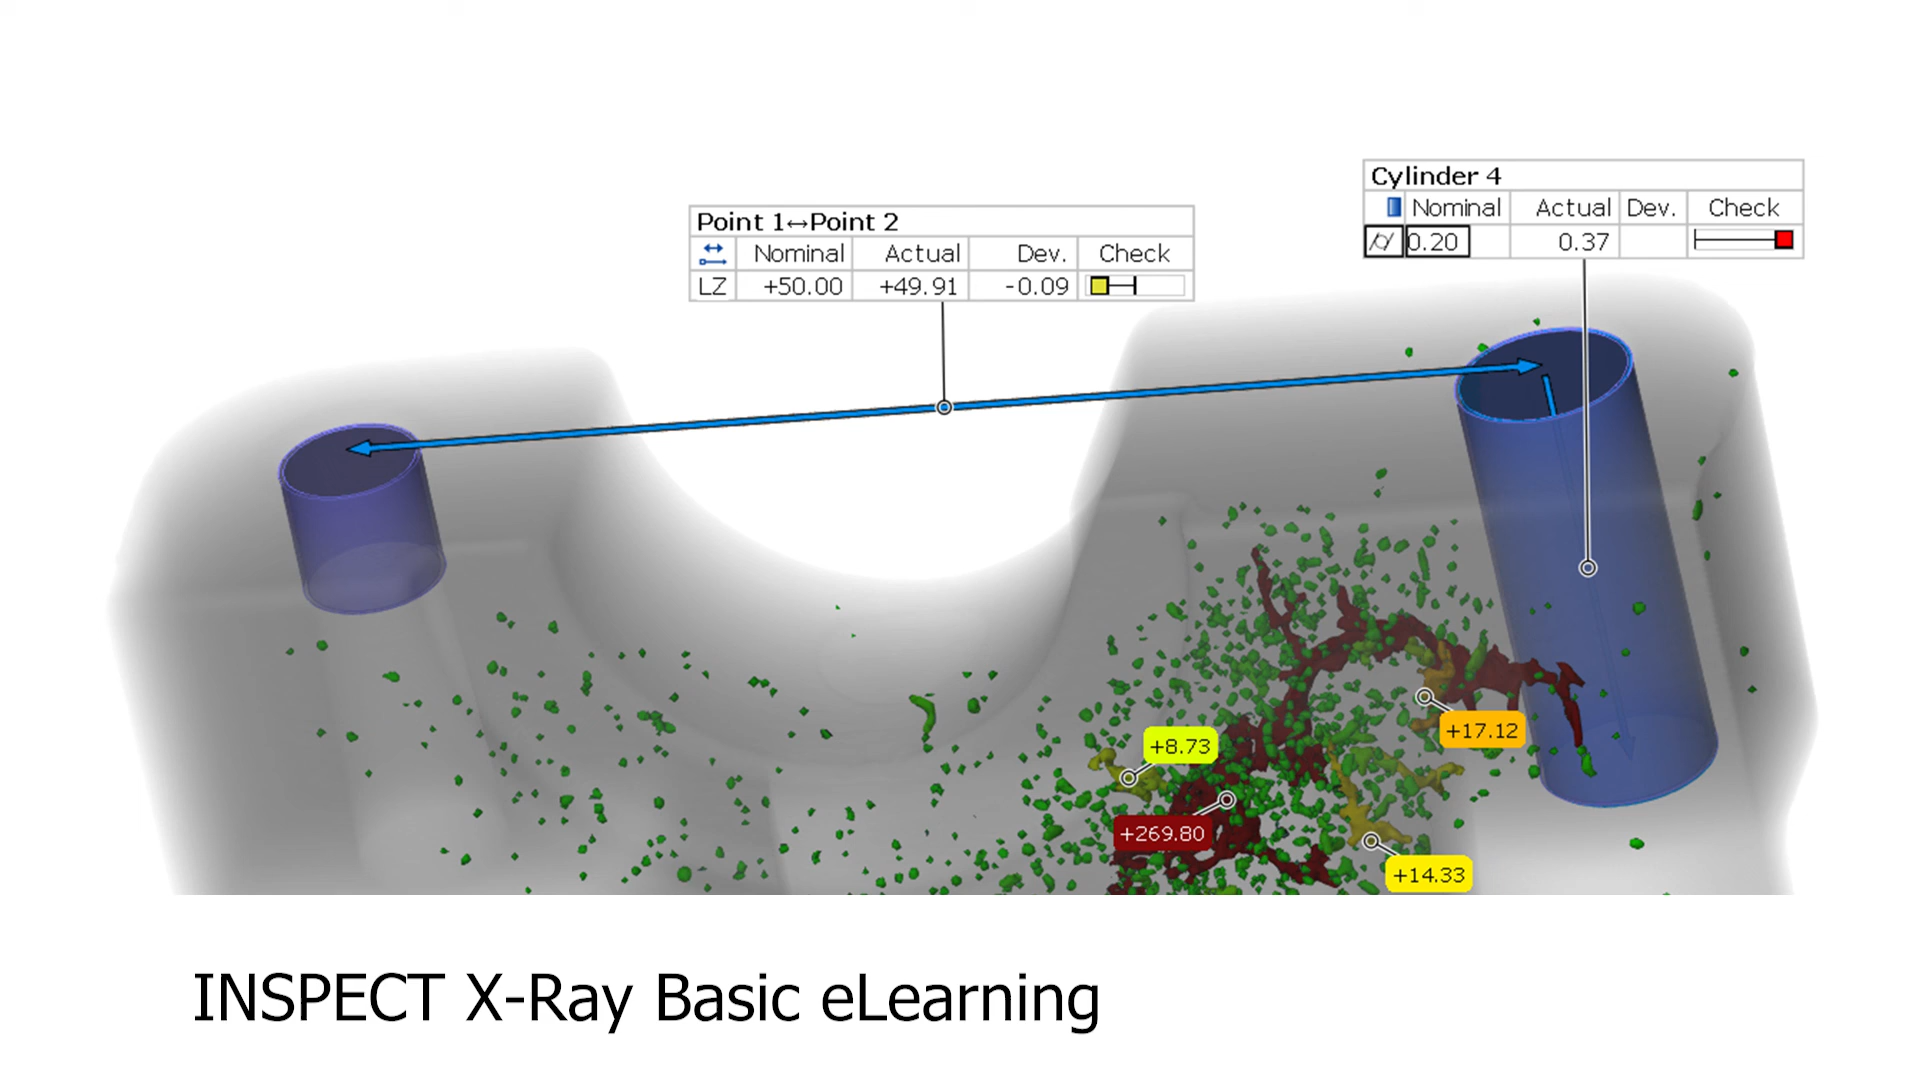 Cylinder 4
Nominal Actual Dev. Check
0.20 0.37
Point 1↔Point 2
Nominal Actual Dev. Check
LZ +50.00 +49.91 -0.09
+17.12
+8.73
+269.80
+14.33
INSPECT X-Ray Basic eLearning